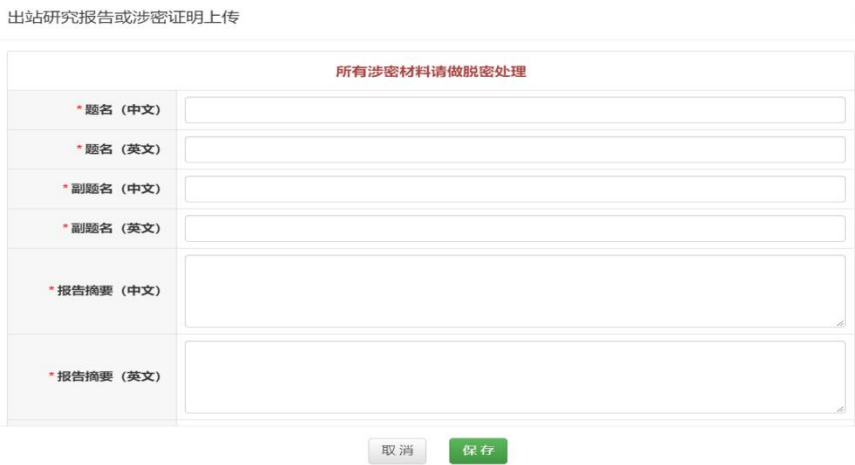 出站研究报告或涉密证明上传
所有涉密材料请做脱密处理
*题名（中文）
*题名（英文）
*副题名（中文）
*副题名（英文）
*报告摘要（中文）
*报告摘要（英文）
取消 保存